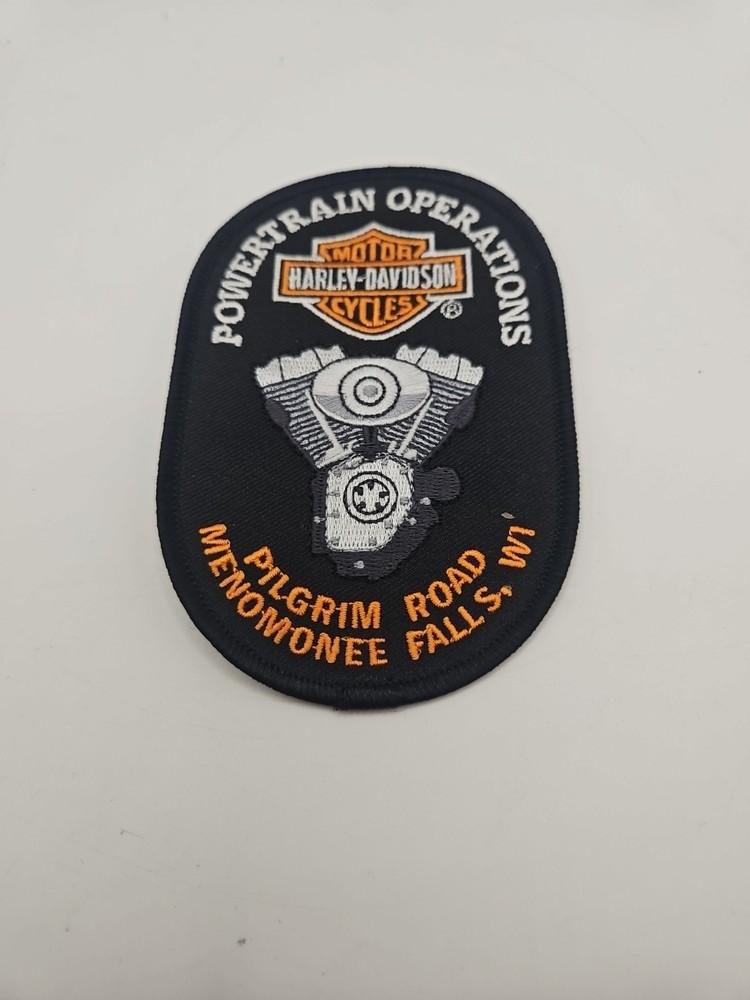 POWERTRAIN OPERATIONS
MOTOR
HARLEY-DAVIDSON
CYCLES
®
PILGRIM ROAD
MENOMONEE FALLS, WI